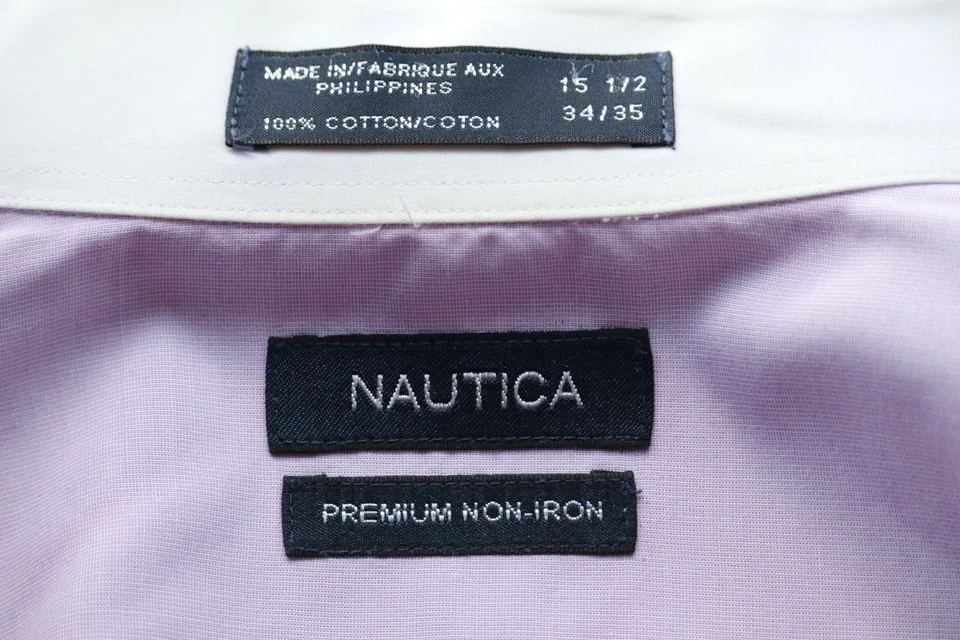 MADE IN/FABRIQUE AUX
PHILIPPINES
100% COTTON/COTON
15 1/2
34/35
NAUTICA
PREMIUM NON-IRON